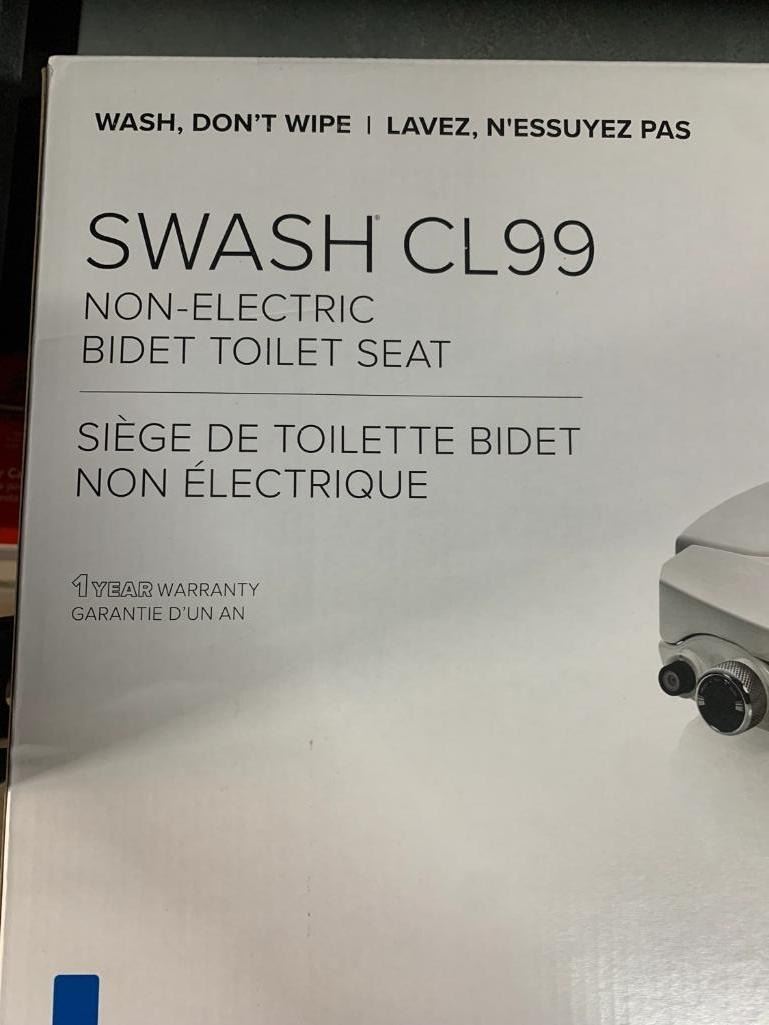 WASH, DON'T WIPE | LAVEZ, N'ESSUYEZ PAS
SWASH® CL99
NON-ELECTRIC
BIDET TOILET SEAT
SIÈGE DE TOILETTE BIDET
NON ÉLECTRIQUE
1 YEAR WARRANTY
GARANTIE D'UN AN